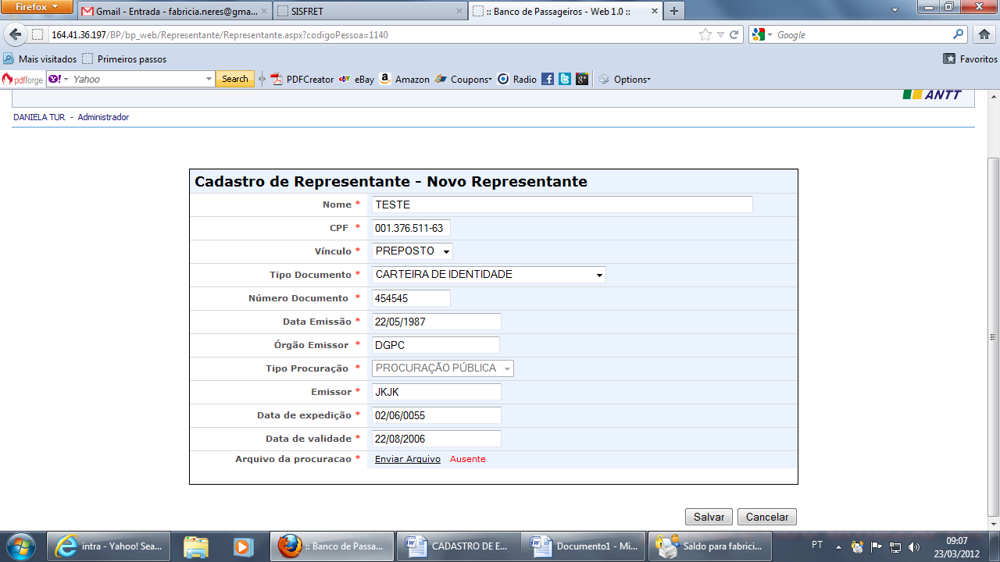 Firefox
Gmail - Entrada - fabricia.neres@gma...
SISFRET
:: Banco de Passageiros - Web 1.0 ::
164.41.36.197/BP/bp_web/Representante/Representante.aspx?codigoPessoa=1140
Google
Mais visitados
Primeiros passos
Favoritos
pdfforge
Y!
Yahoo
Search
PDFCreator
eBay
Amazon
Coupons
Radio
Options
ANTT
DANIELA TUR - Administrador
Cadastro de Representante - Novo Representante
Nome * TESTE
CPF * 001.376.511-63
Vínculo * PREPOSTO
Tipo Documento * CARTEIRA DE IDENTIDADE
Número Documento * 454545
Data Emissão * 22/05/1987
Órgão Emissor * DGPC
Tipo Procuração * PROCURAÇÃO PÚBLICA
Emissor * JKJK
Data de expedição * 02/06/0055
Data de validade * 22/08/2006
Arquivo da procuracao * Enviar Arquivo Ausente
Salvar
Cancelar
intra - Yahoo! Sea...
:: Banco de Passa...
CADASTRO DE E...
Documento1 - Mi...
Saldo para fabrici...
PT
09:07
23/03/2012